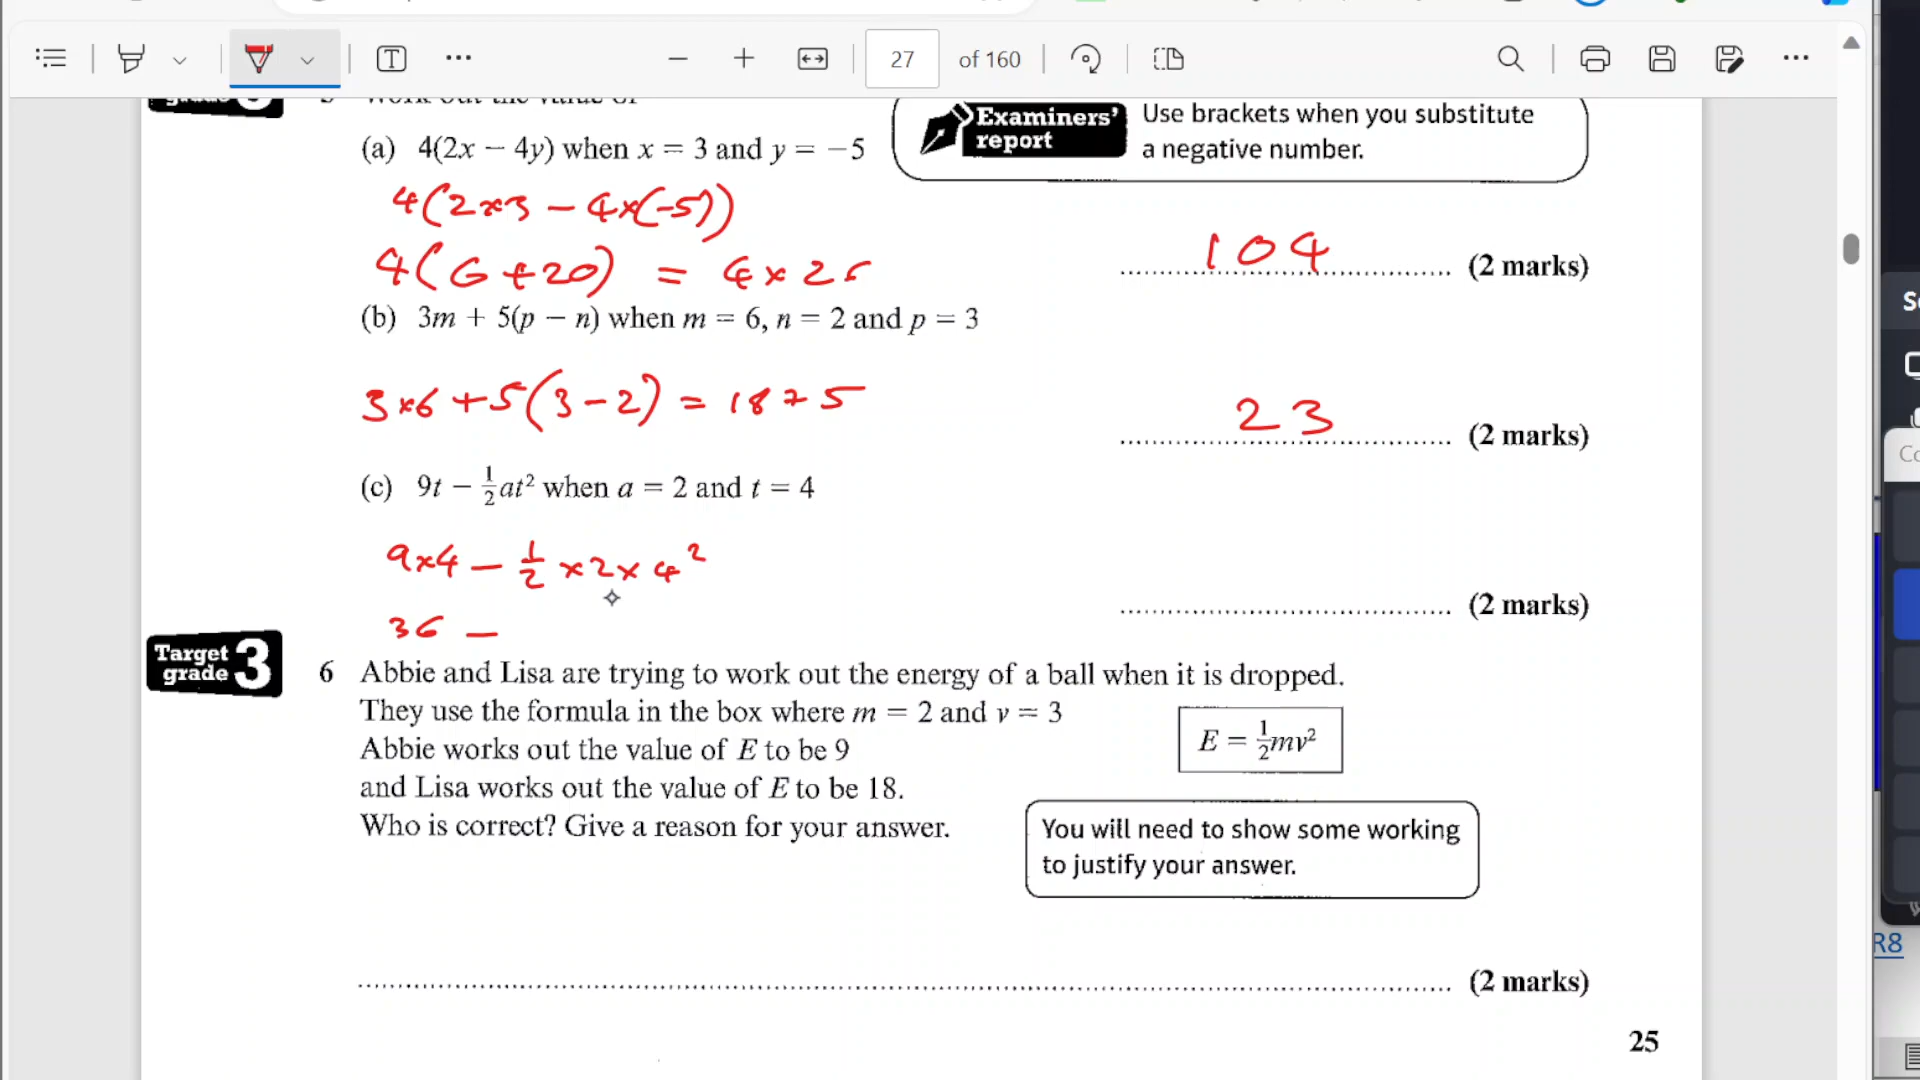 27 of 160
Examiners' report
Use brackets when you substitute
a negative number.
(a) 4(2x − 4y) when x = 3 and y = −5
4(2×3 − 4×(−5))
4(6+20) = 4×26
104
(2 marks)
(b) 3m + 5(p − n) when m = 6, n = 2 and p = 3
3×6 + 5(3−2) = 18+5
23
(2 marks)
(c) 9t − ½at² when a = 2 and t = 4
9×4 − ½ ×2× 4²
(2 marks)
36 −
Target grade 3
6 Abbie and Lisa are trying to work out the energy of a ball when it is dropped.
They use the formula in the box where m = 2 and v = 3
E = ½mv²
Abbie works out the value of E to be 9
and Lisa works out the value of E to be 18.
Who is correct? Give a reason for your answer.
You will need to show some working
to justify your answer.
(2 marks)
25
R8